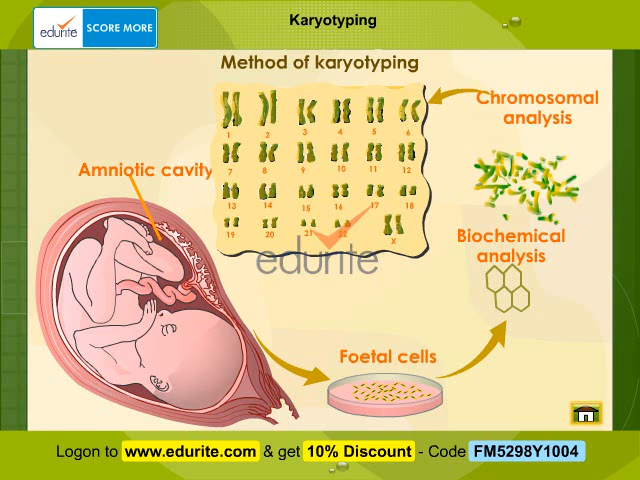 Karyotyping
edurite SCORE MORE
Method of karyotyping
Chromosomal
analysis
1 2 3 4 5 6
7 8 9 10 11 12
Amniotic cavity
13 14 15 16 17 18
19 20 21 22 X
edurite
Biochemical
analysis
Foetal cells
Logon to www.edurite.com & get 10% Discount - Code FM5298Y1004